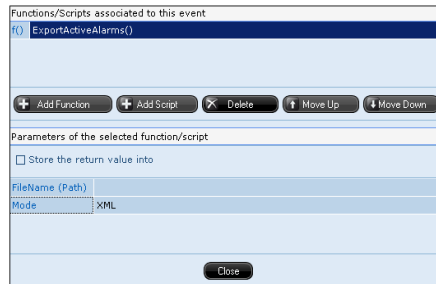 Functions/Scripts associated to this event
f() ExportActiveAlarms()
Add Function Add Script Delete Move Up Move Down
Parameters of the selected function/script
Store the return value into
FileName (Path)
Mode XML
Close